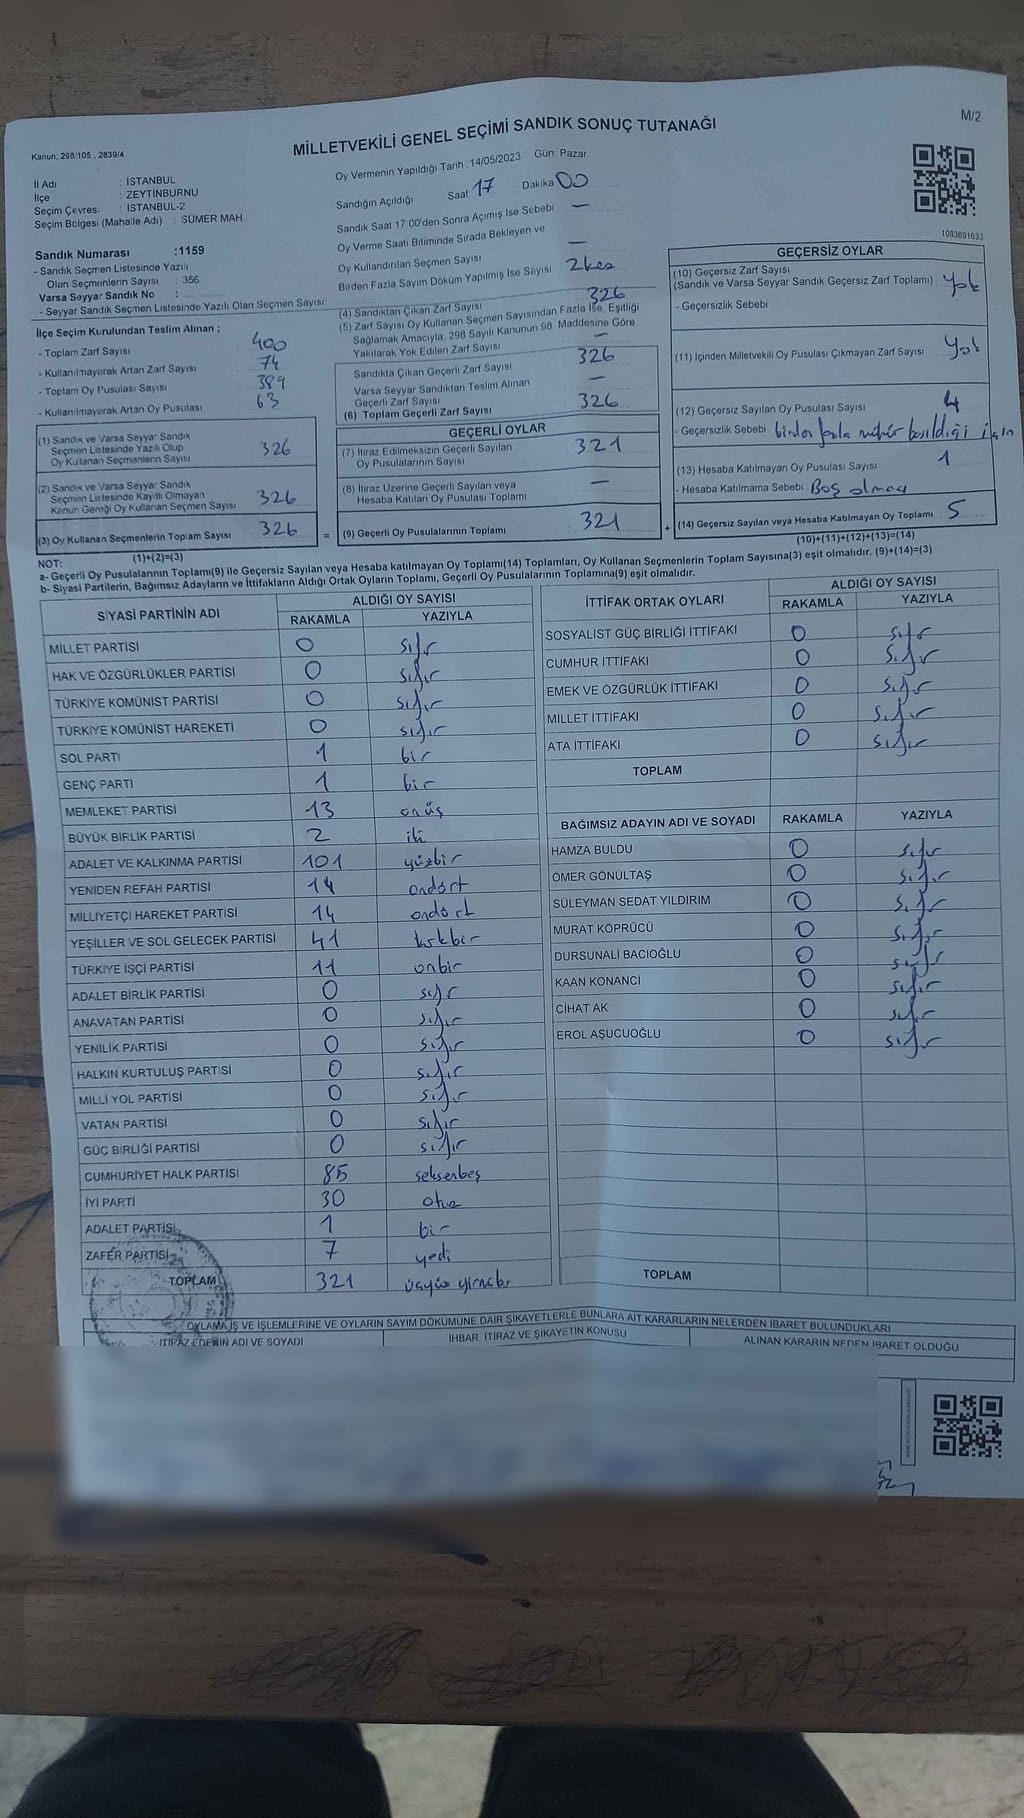 M/2
MİLLETVEKİLİ GENEL SEÇİMİ SANDIK SONUÇ TUTANAĞI
Kanun; 298/105 , 2839/4
İl Adı : İSTANBUL
İlçe : ZEYTİNBURNU
Seçim Çevresi : İSTANBUL-2
Seçim Bölgesi (Mahalle Adı) : SÜMER MAH
Sandık Numarası :1159
- Sandık Seçmen Listesinde Yazılı
Olan Seçmenlerin Sayısı : 356
Varsa Seyyar Sandık No :
- Seyyar Sandık Seçmen Listesinde Yazılı Olan Seçmen Sayısı :
Oy Vermenin Yapıldığı Tarih :14/05/2023 Gün: Pazar
Sandığın Açıldığı Saat 17 Dakika 00
Sandık Saat 17:00'den Sonra Açılmış İse Sebebi —
Oy Verme Saati Bitiminde Sırada Bekleyen ve
Oy Kullandırılan Seçmen Sayısı —
Birden Fazla Sayım Döküm Yapılmış İse Sayısı 2kez
1083691633
İlçe Seçim Kurulundan Teslim Alınan ;
- Toplam Zarf Sayısı 400
- Kullanılmayarak Artan Zarf Sayısı 74
- Toplam Oy Pusulası Sayısı 389
- Kullanılmayarak Artan Oy Pusulası 63
(1) Sandık ve Varsa Seyyar Sandık
Seçmen Listesinde Yazılı Olup
Oy Kullanan Seçmenlerin Sayısı 326
(2) Sandık ve Varsa Seyyar Sandık
Seçmen Listesinde Kayıtlı Olmayan
Kanun Gereği Oy Kullanan Seçmen Sayısı 326
(3) Oy Kullanan Seçmenlerin Toplam Sayısı 326
(1)+(2)=(3)
(4) Sandıktan Çıkan Zarf Sayısı 326
(5) Zarf Sayısı Oy Kullanan Seçmen Sayısından Fazla İse, Eşitliği
Sağlamak Amacıyla; 298 Sayılı Kanunun 98. Maddesine Göre
Yakılarak Yok Edilen Zarf Sayısı —
Sandıkta Çıkan Geçerli Zarf Sayısı 326
Varsa Seyyar Sandıktan Teslim Alınan
Geçerli Zarf Sayısı —
(6) Toplam Geçerli Zarf Sayısı 326
GEÇERLİ OYLAR
(7) İtiraz Edilmeksizin Geçerli Sayılan
Oy Pusulalarının Sayısı 321
(8) İtiraz Üzerine Geçerli Sayılan veya
Hesaba Katılan Oy Pusulası Toplamı —
= (9) Geçerli Oy Pusulalarının Toplamı 321
GEÇERSİZ OYLAR
(10) Geçersiz Zarf Sayısı
(Sandık ve Varsa Seyyar Sandık Geçersiz Zarf Toplamı) Yok
- Geçersizlik Sebebi :
(11) İçinden Milletvekili Oy Pusulası Çıkmayan Zarf Sayısı Yok
(12) Geçersiz Sayılan Oy Pusulası Sayısı 4
- Geçersizlik Sebebi birden fazla mühür basıldığı için
(13) Hesaba Katılmayan Oy Pusulası Sayısı 1
- Hesaba Katılmama Sebebi Boş olması
+ (14) Geçersiz Sayılan veya Hesaba Katılmayan Oy Toplamı 5
(10)+(11)+(12)+(13)=(14)
NOT:
a- Geçerli Oy Pusulalarının Toplamı(9) ile Geçersiz Sayılan veya Hesaba katılmayan Oy Toplamı(14) Toplamları, Oy Kullanan Seçmenlerin Toplam Sayısına(3) eşit olmalıdır. (9)+(14)=(3)
b- Siyasi Partilerin, Bağımsız Adayların ve İttifakların Aldığı Ortak Oyların Toplamı, Geçerli Oy Pusulalarının Toplamına(9) eşit olmalıdır.
SİYASİ PARTİNİN ADI ALDIĞI OY SAYISI
RAKAMLA YAZIYLA
MİLLET PARTİSİ 0 sıfır
HAK VE ÖZGÜRLÜKLER PARTİSİ 0 sıfır
TÜRKİYE KOMÜNİST PARTİSİ 0 sıfır
TÜRKİYE KOMÜNİST HAREKETİ 0 sıfır
SOL PARTİ 1 bir
GENÇ PARTİ 1 bir
MEMLEKET PARTİSİ 13 onüç
BÜYÜK BİRLİK PARTİSİ 2 iki
ADALET VE KALKINMA PARTİSİ 101 yüzbir
YENİDEN REFAH PARTİSİ 14 ondört
MİLLİYETÇİ HAREKET PARTİSİ 14 ondört
YEŞİLLER VE SOL GELECEK PARTİSİ 41 kırkbir
TÜRKİYE İŞÇİ PARTİSİ 11 onbir
ADALET BİRLİK PARTİSİ 0 sıfır
ANAVATAN PARTİSİ 0 sıfır
YENİLİK PARTİSİ 0 sıfır
HALKIN KURTULUŞ PARTİSİ 0 sıfır
MİLLİ YOL PARTİSİ 0 sıfır
VATAN PARTİSİ 0 sıfır
GÜÇ BİRLİĞİ PARTİSİ 0 sıfır
CUMHURİYET HALK PARTİSİ 85 seksenbeş
İYİ PARTİ 30 otuz
ADALET PARTİSİ 1 bir
ZAFER PARTİSİ 7 yedi
TOPLAM 321 üçyüz yirmibir
İTTİFAK ORTAK OYLARI ALDIĞI OY SAYISI
RAKAMLA YAZIYLA
SOSYALİST GÜÇ BİRLİĞİ İTTİFAKI 0 sıfır
CUMHUR İTTİFAKI 0 sıfır
EMEK VE ÖZGÜRLÜK İTTİFAKI 0 sıfır
MİLLET İTTİFAKI 0 sıfır
ATA İTTİFAKI 0 sıfır
TOPLAM
BAĞIMSIZ ADAYIN ADI VE SOYADI RAKAMLA YAZIYLA
HAMZA BULDU 0 sıfır
ÖMER GÖNÜLTAŞ 0 sıfır
SÜLEYMAN SEDAT YILDIRIM 0 sıfır
MURAT KÖPRÜCÜ 0 sıfır
DURSUNALİ BACIOĞLU 0 sıfır
KAAN KONANCI 0 sıfır
CİHAT AK 0 sıfır
EROL AŞUCUOĞLU 0 sıfır
TOPLAM
OYLAMA İŞ VE İŞLEMLERİNE VE OYLARIN SAYIM DÖKÜMÜNE DAİR ŞİKAYETLERLE BUNLARA AİT KARARLARIN NELERDEN İBARET BULUNDUKLARI
İTİRAZ EDENİN ADI VE SOYADI İHBAR, İTİRAZ VE ŞİKAYETİN KONUSU ALINAN KARARIN NEDEN İBARET OLDUĞU